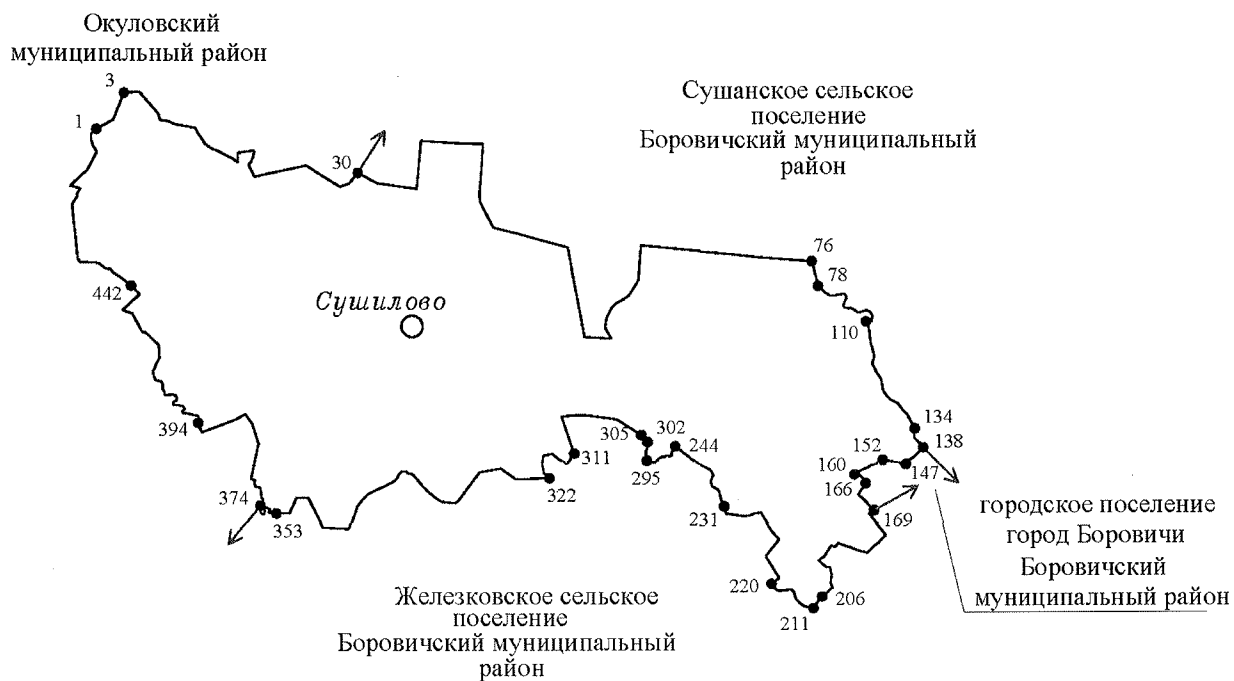 Окуловский
муниципальный район
3
1
30
Сушанское сельское
поселение
Боровичский муниципальный
район
76
78
442
Сушилово
110
394
134
305
302
244
138
152
311
295
160
147
322
166
374
353
231
169
городское поселение
город Боровичи
Боровичский
муниципальный район
220
206
211
Железковское сельское
поселение
Боровичский муниципальный
район